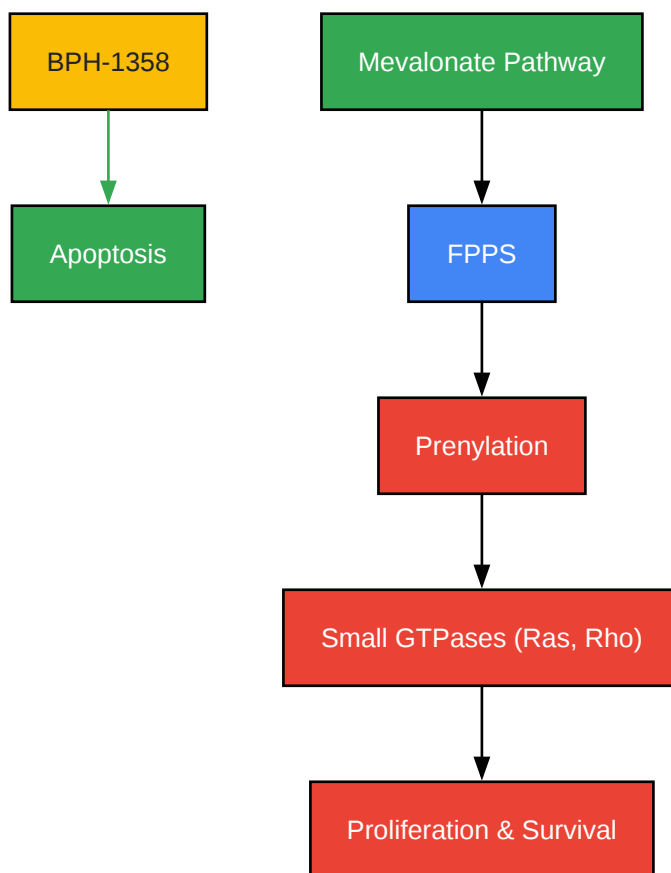 BPH-1358
Mevalonate Pathway
Apoptosis
FPPS
Prenylation
Small GTPases (Ras, Rho)
Proliferation & Survival